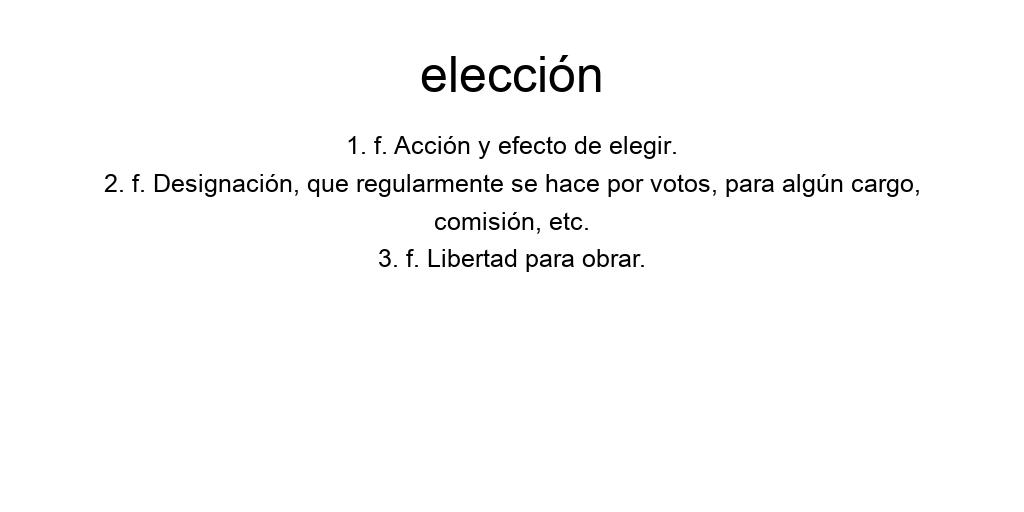 elección
1. f. Acción y efecto de elegir.
2. f. Designación, que regularmente se hace por votos, para algún cargo,
comisión, etc.
3. f. Libertad para obrar.